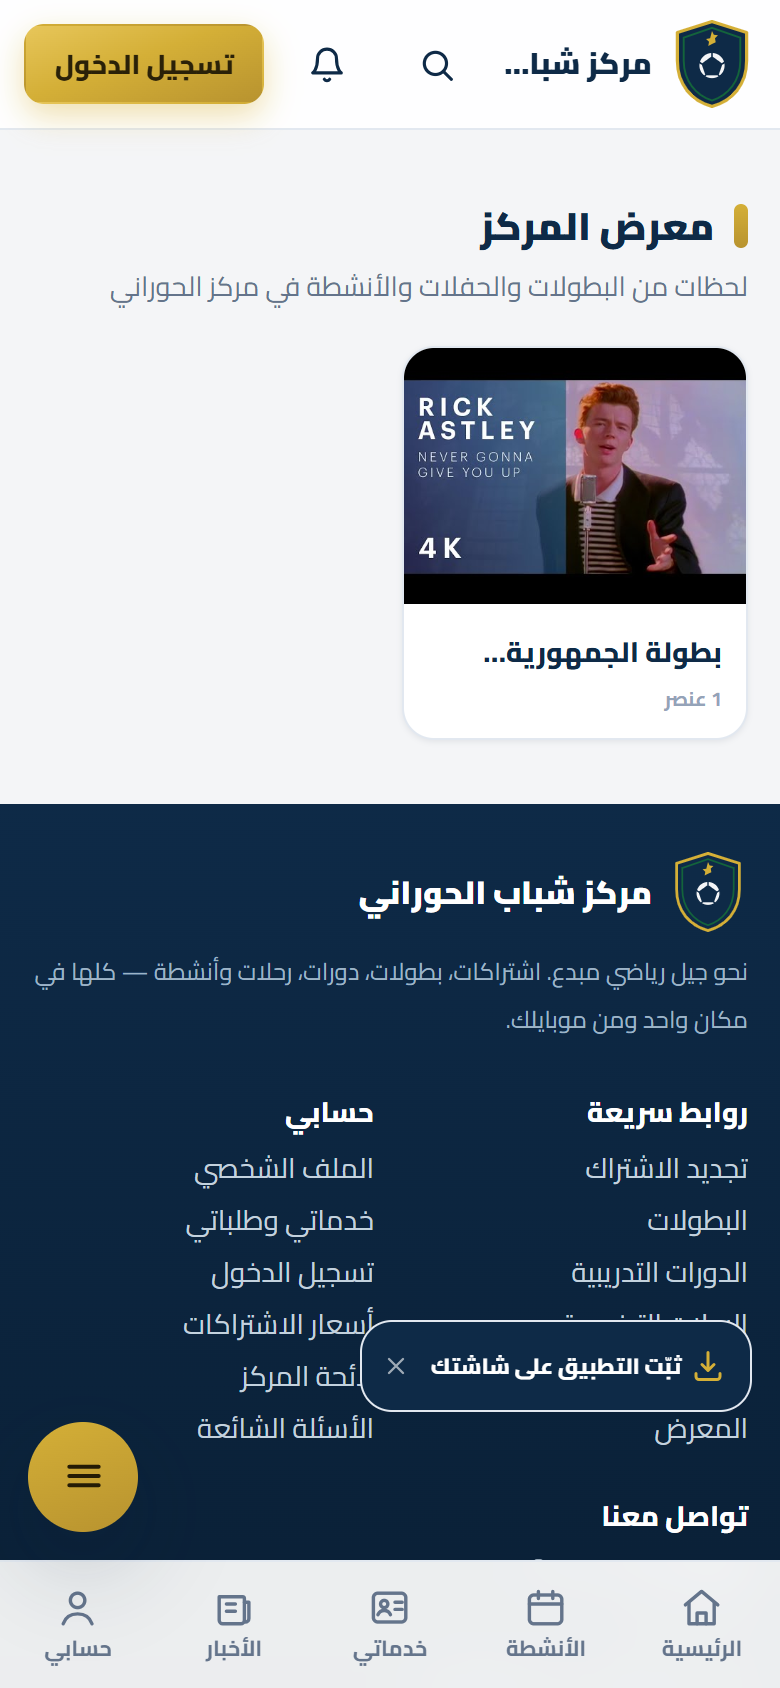 مركز شبا...
تسجيل الدخول
معرض المركز
لحظات من البطولات والحفلات والأنشطة في مركز الحوراني
RICK
ASTLEY
NEVER GONNA
GIVE YOU UP
4K
بطولة الجمهورية...
1 عنصر
مركز شباب الحوراني
نحو جيل رياضي مبدع. اشتراكات، بطولات، دورات، رحلات وأنشطة — كلها في
مكان واحد ومن موبايلك.
روابط سريعة
تجديد الاشتراك
البطولات
الدورات التدريبية
المعرض
حسابي
الملف الشخصي
خدماتي وطلباتي
تسجيل الدخول
أسعار الاشتراكات
المركز
الأسئلة الشائعة
ثبّت التطبيق على شاشتك
تواصل معنا
الرئيسية
الأنشطة
خدماتي
الأخبار
حسابي